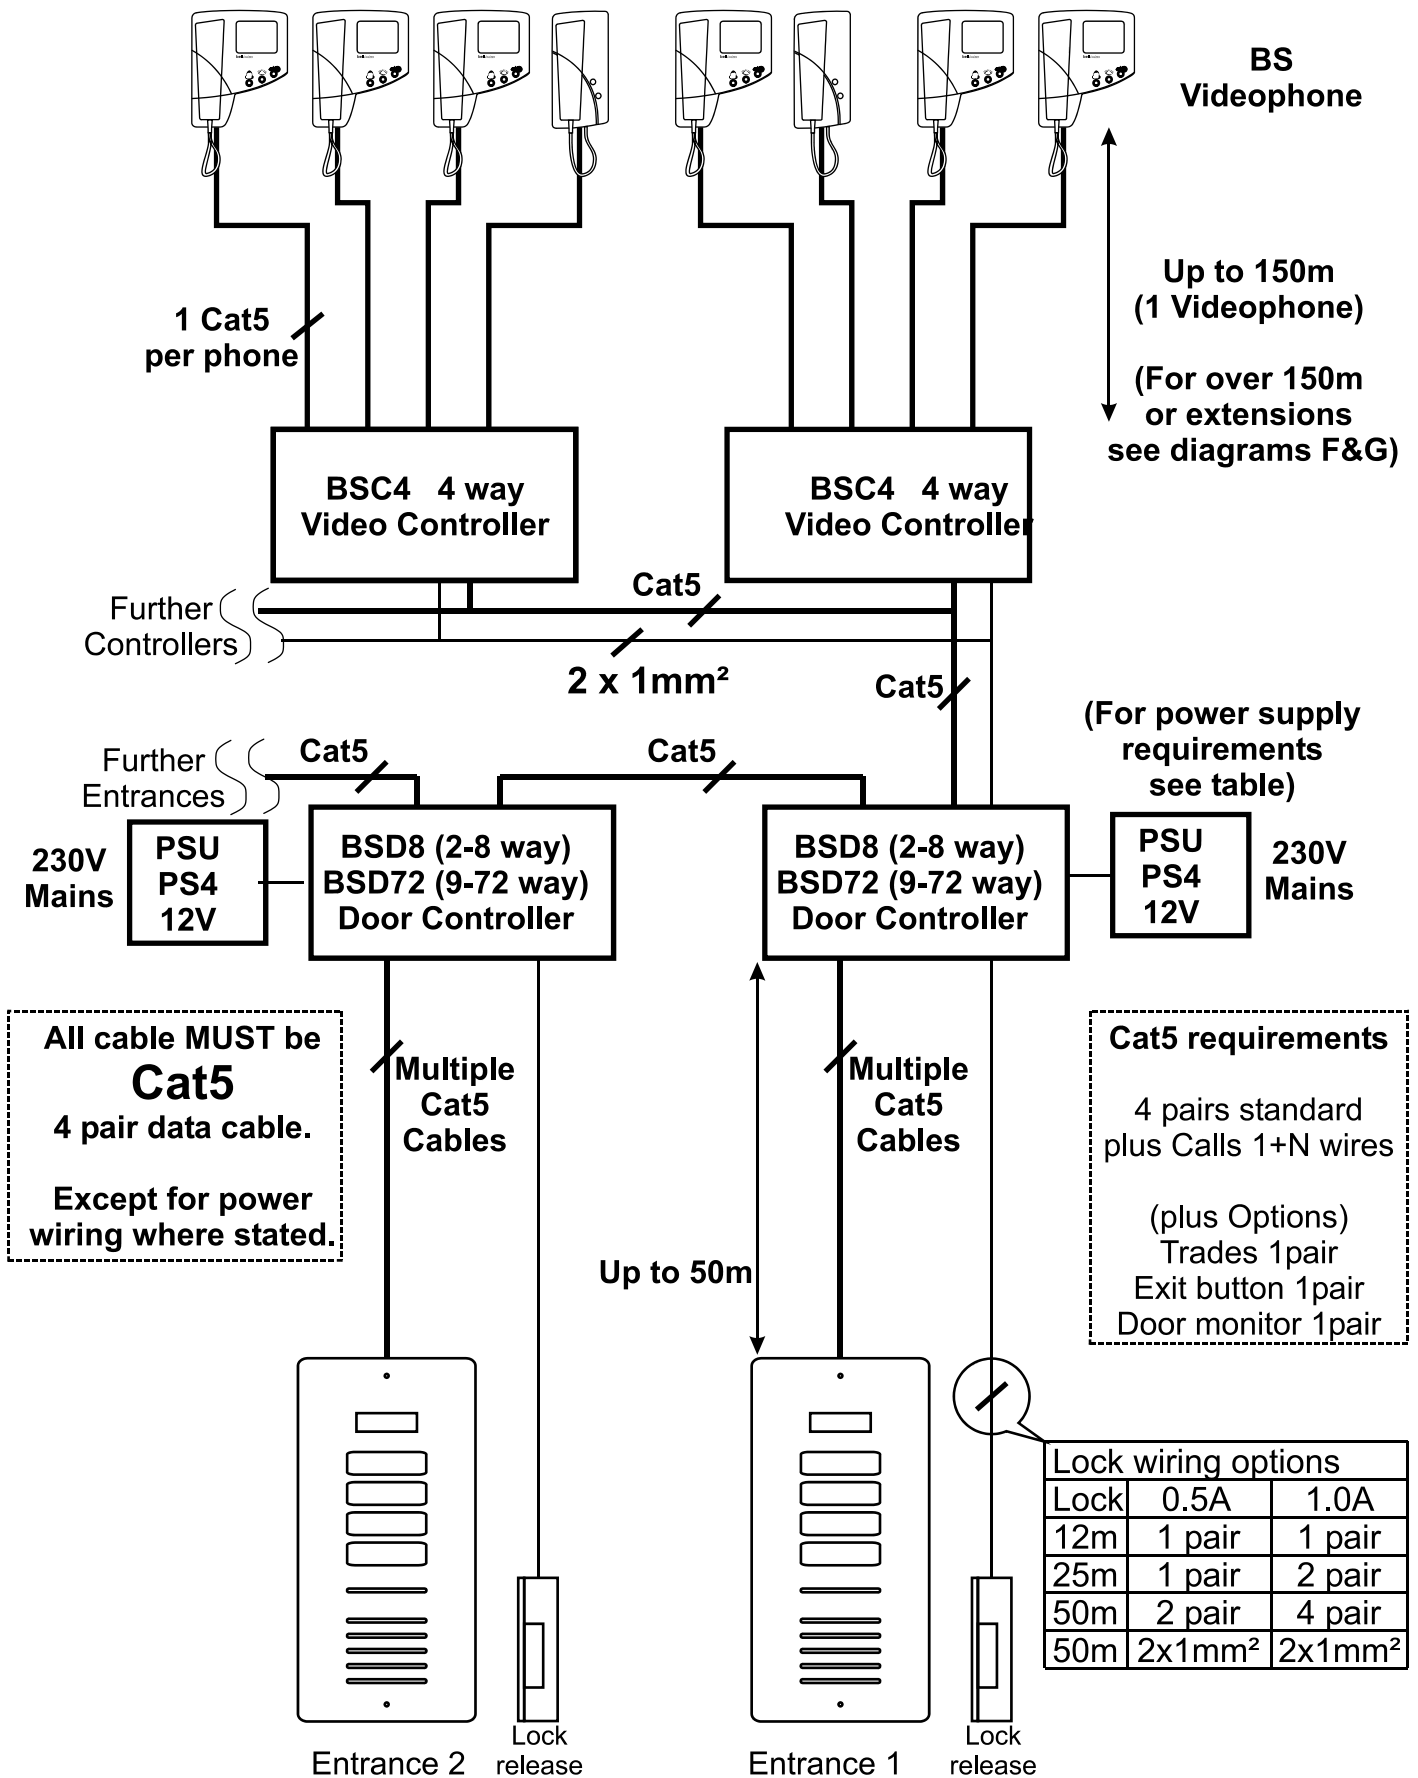 BS
Videophone
Up to 150m
(1 Videophone)
(For over 150m
or extensions
see diagrams F&G)
1 Cat5
per phone
BSC4 4 way
Video Controller
BSC4 4 way
Video Controller
Cat5
Further
Controllers
2 x 1mm²
Cat5
(For power supply
requirements
see table)
Further
Entrances
Cat5
Cat5
230V
Mains
PSU
PS4
12V
BSD8 (2-8 way)
BSD72 (9-72 way)
Door Controller
BSD8 (2-8 way)
BSD72 (9-72 way)
Door Controller
PSU
PS4
12V
230V
Mains
All cable MUST be
Cat5
4 pair data cable.
Except for power
wiring where stated.
Multiple
Cat5
Cables
Multiple
Cat5
Cables
Cat5 requirements
4 pairs standard
plus Calls 1+N wires
(plus Options)
Trades 1pair
Exit button 1pair
Door monitor 1pair
Up to 50m
Lock wiring options
Lock 0.5A 1.0A
12m 1 pair 1 pair
25m 1 pair 2 pair
50m 2 pair 4 pair
50m 2x1mm² 2x1mm²
Entrance 2
Lock
release
Entrance 1
Lock
release